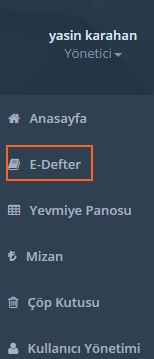 yasin karahan
Yönetici
Anasayfa
E-Defter
Yevmiye Panosu
Mizan
Çöp Kutusu
Kullanıcı Yönetimi